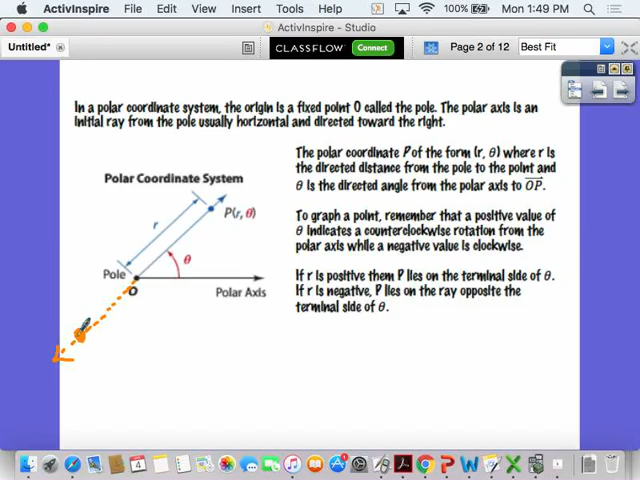 ActivInspire File Edit View Insert Tools Help 100% Mon 1:49 PM
ActivInspire - Studio
Untitled* CLASSFLOW Connect Page 2 of 12 Best Fit
In a polar coordinate system, the origin is a fixed point O called the pole. The polar axis is an
initial ray from the pole usually horizontal and directed toward the right.
Polar Coordinate System
P(r, θ)
r
θ
Pole
O
Polar Axis
The polar coordinate P of the form (r, θ) where r is
the directed distance from the pole to the point and
θ is the directed angle from the polar axis to OP.
To graph a point, remember that a positive value of
θ indicates a counterclockwise rotation from the
polar axis while a negative value is clockwise.
If r is positive them P lies on the terminal side of θ.
If r is negative, P lies on the ray opposite the
terminal side of θ.